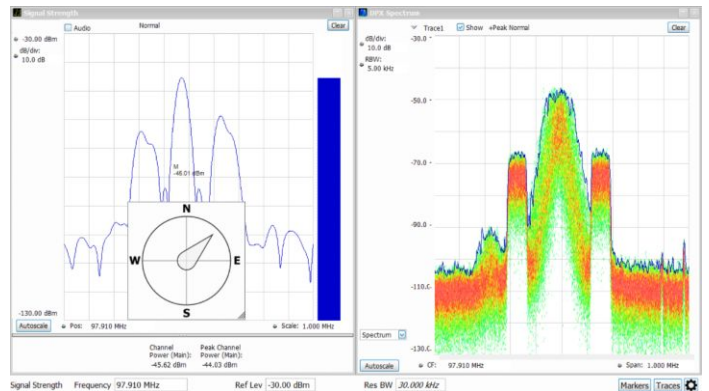 Signal Strength
Audio
Normal
Clear
-30.00 dBm
dB/div:
10.0 dB
M
-46.01 dBm
N
W
E
S
-130.00 dBm
Autoscale
Pos: 97.910 MHz
Scale: 1.000 MHz
Channel Power (Main):
-45.62 dBm
Peak Channel Power (Main):
-44.03 dBm
DPX Spectrum
Trace1
Show
+Peak Normal
Clear
dB/div:
10.0 dB
RBW:
5.00 kHz
-30.0
-50.0
-70.0
-90.0
-110.0
-130.0
Spectrum
Autoscale
CF: 97.910 MHz
Span: 1.000 MHz
Signal Strength
Frequency 97.910 MHz
Ref Lev -30.00 dBm
Res BW 30.000 kHz
Markers
Traces